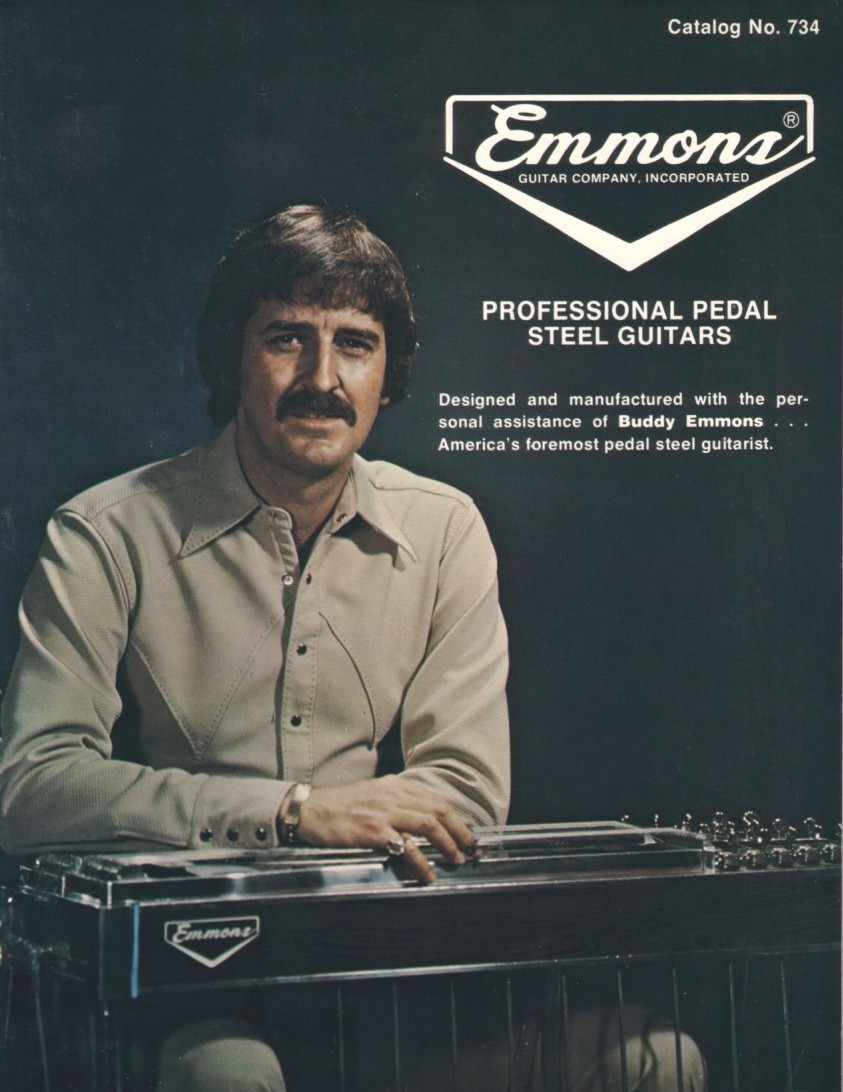 Catalog No. 734
Emmons ®
GUITAR COMPANY, INCORPORATED
PROFESSIONAL PEDAL
STEEL GUITARS
Designed and manufactured with the per-
sonal assistance of Buddy Emmons . . .
America's foremost pedal steel guitarist.
Emmons